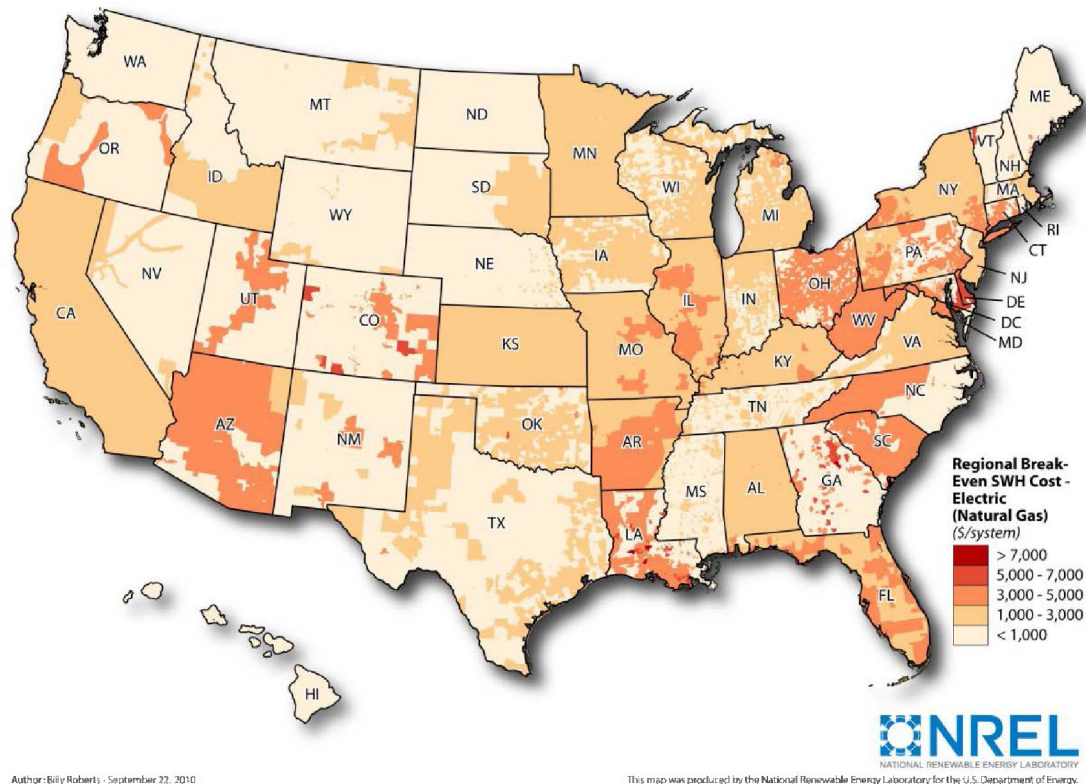 WA
MT
ND
MN
ME
VT
NH
OR
ID
SD
WI
NY
MA
WY
MI
RI
CT
NV
NE
IA
PA
NJ
UT
CO
IL
IN
OH
DE
DC
MD
CA
KS
MO
WV
VA
KY
AZ
NM
OK
AR
TN
NC
SC
TX
LA
MS
AL
GA
FL
HI
Regional Break-
Even SWH Cost -
Electric
(Natural Gas)
($/system)
> 7,000
5,000 - 7,000
3,000 - 5,000
1,000 - 3,000
< 1,000
NREL
NATIONAL RENEWABLE ENERGY LABORATORY
Author: Billy Roberts - September 22, 2010
This map was produced by the National Renewable Energy Laboratory for the U.S. Department of Energy.